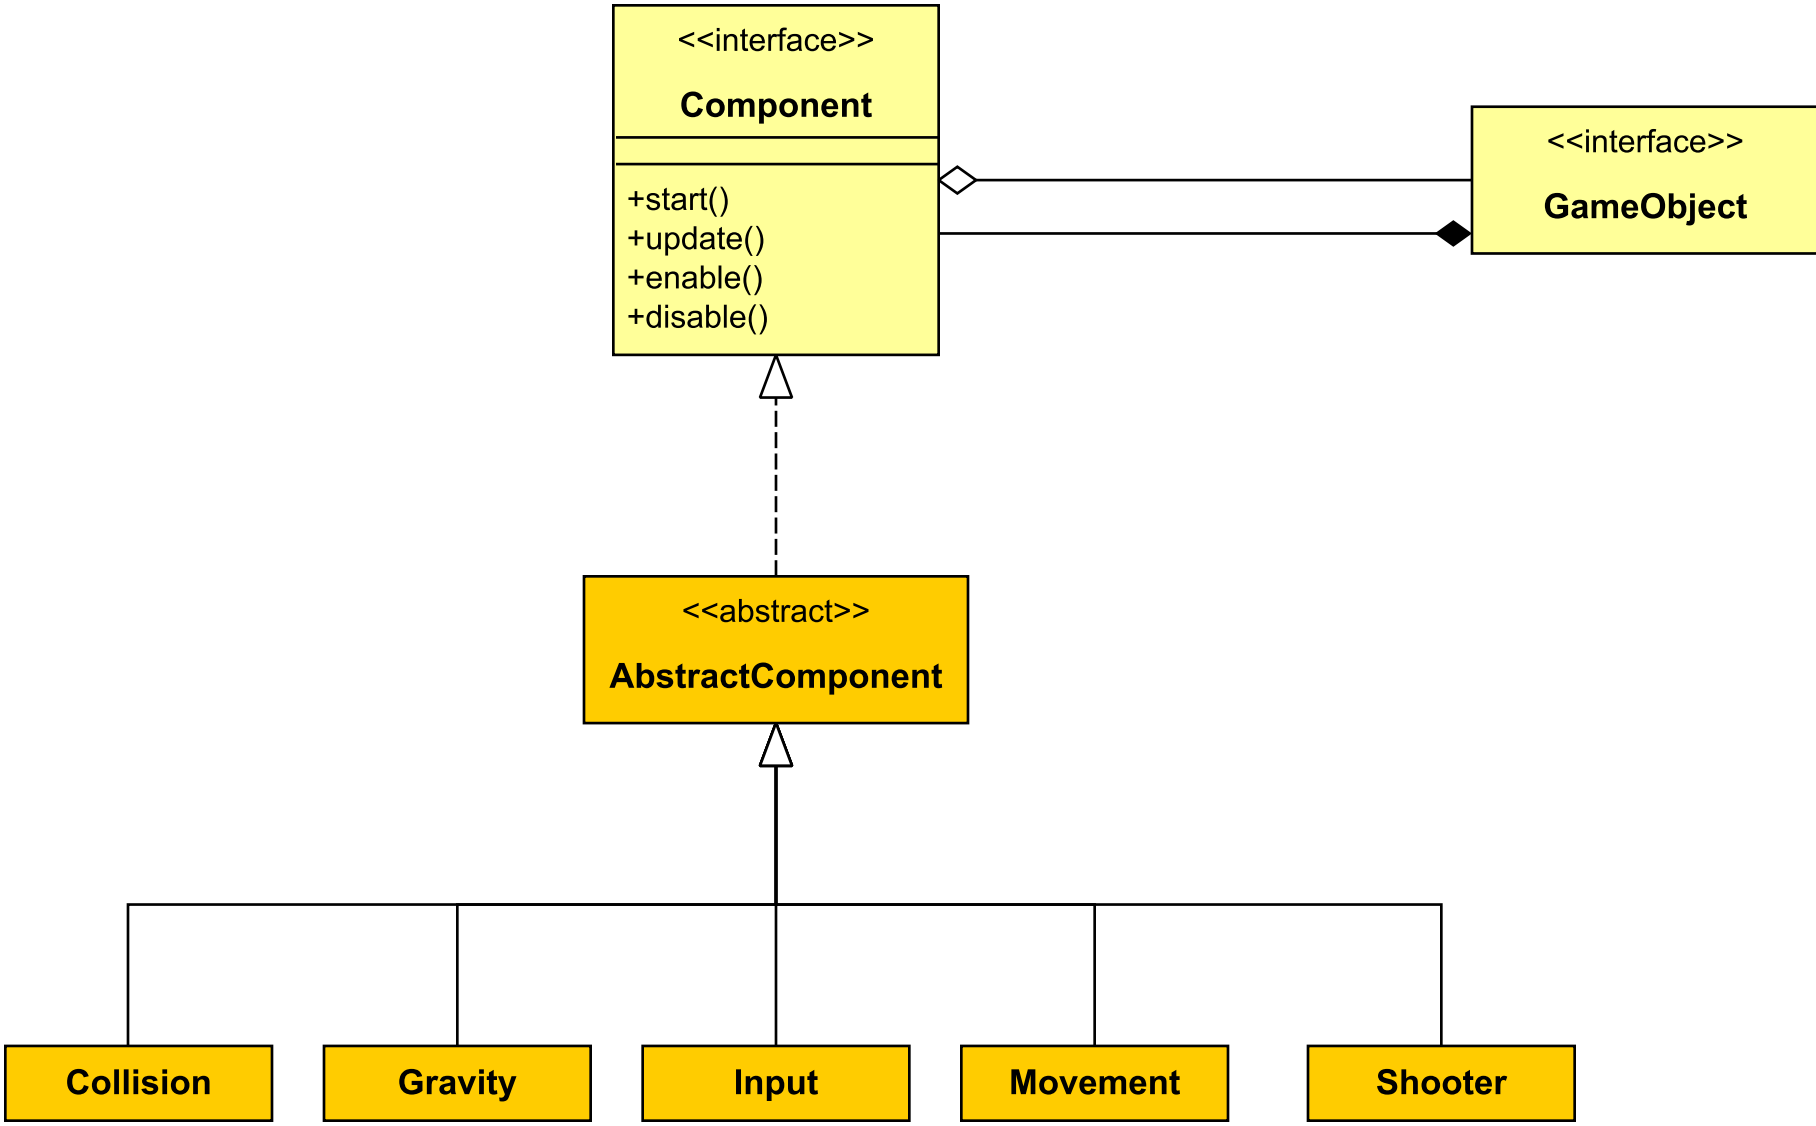 <<interface>>
Component
+start()
+update()
+enable()
+disable()
<<interface>>
GameObject
<<abstract>>
AbstractComponent
Collision
Gravity
Input
Movement
Shooter